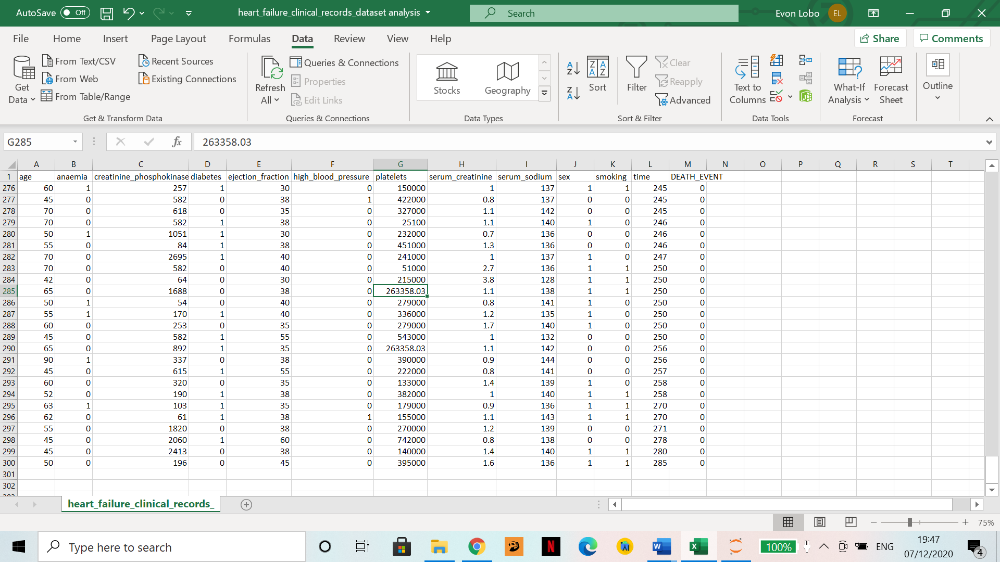 AutoSave Off heart_failure_clinical_records_dataset analysis Search Evon Lobo EL
File Home Insert Page Layout Formulas Data Review View Help Share Comments
Get Data From Text/CSV From Web From Table/Range Recent Sources Existing Connections
Refresh All Queries & Connections Properties Edit Links
Stocks Geography
Sort Filter Clear Reapply Advanced
Text to Columns
What-If Analysis Forecast Sheet Outline
Get & Transform Data Queries & Connections Data Types Sort & Filter Data Tools Forecast
G285 fx 263358.03
A B C D E F G H I J K L M N O P Q R S T
1 age anaemia creatinine_phosphokinase diabetes ejection_fraction high_blood_pressure platelets serum_creatinine serum_sodium sex smoking time DEATH_EVENT
276 60 1 257 1 30 0 150000 1 137 1 1 245 0
277 45 0 582 0 38 1 422000 0.8 137 0 0 245 0
278 70 0 618 0 35 0 327000 1.1 142 0 0 245 0
279 70 0 582 1 38 0 25100 1.1 140 1 0 246 0
280 50 1 1051 1 30 0 232000 0.7 136 0 0 246 0
281 55 0 84 1 38 0 451000 1.3 136 0 0 246 0
282 70 0 2695 1 40 0 241000 1 137 1 0 247 0
283 70 0 582 0 40 0 51000 2.7 136 1 1 250 0
284 42 0 64 0 30 0 215000 3.8 128 1 1 250 0
285 65 0 1688 0 38 0 263358.03 1.1 138 1 1 250 0
286 50 1 54 0 40 0 279000 0.8 141 1 0 250 0
287 55 1 170 1 40 0 336000 1.2 135 1 0 250 0
288 60 0 253 0 35 0 279000 1.7 140 1 0 250 0
289 45 0 582 1 55 0 543000 1 132 0 0 250 0
290 65 0 892 1 35 0 263358.03 1.1 142 0 0 256 0
291 90 1 337 0 38 0 390000 0.9 144 0 0 256 0
292 45 0 615 1 55 0 222000 0.8 141 0 0 257 0
293 60 0 320 0 35 0 133000 1.4 139 1 0 258 0
294 52 0 190 1 38 0 382000 1 140 1 1 258 0
295 63 1 103 1 35 0 179000 0.9 136 1 1 270 0
296 62 0 61 1 38 1 155000 1.1 143 1 1 270 0
297 55 0 1820 0 38 0 270000 1.2 139 0 0 271 0
298 45 0 2060 1 60 0 742000 0.8 138 0 0 278 0
299 45 0 2413 0 38 0 140000 1.4 140 1 1 280 0
300 50 0 196 0 45 0 395000 1.6 136 1 1 285 0
301
302
heart_failure_clinical_records_
75%
Type here to search 100% ENG 19:47
07/12/2020 4